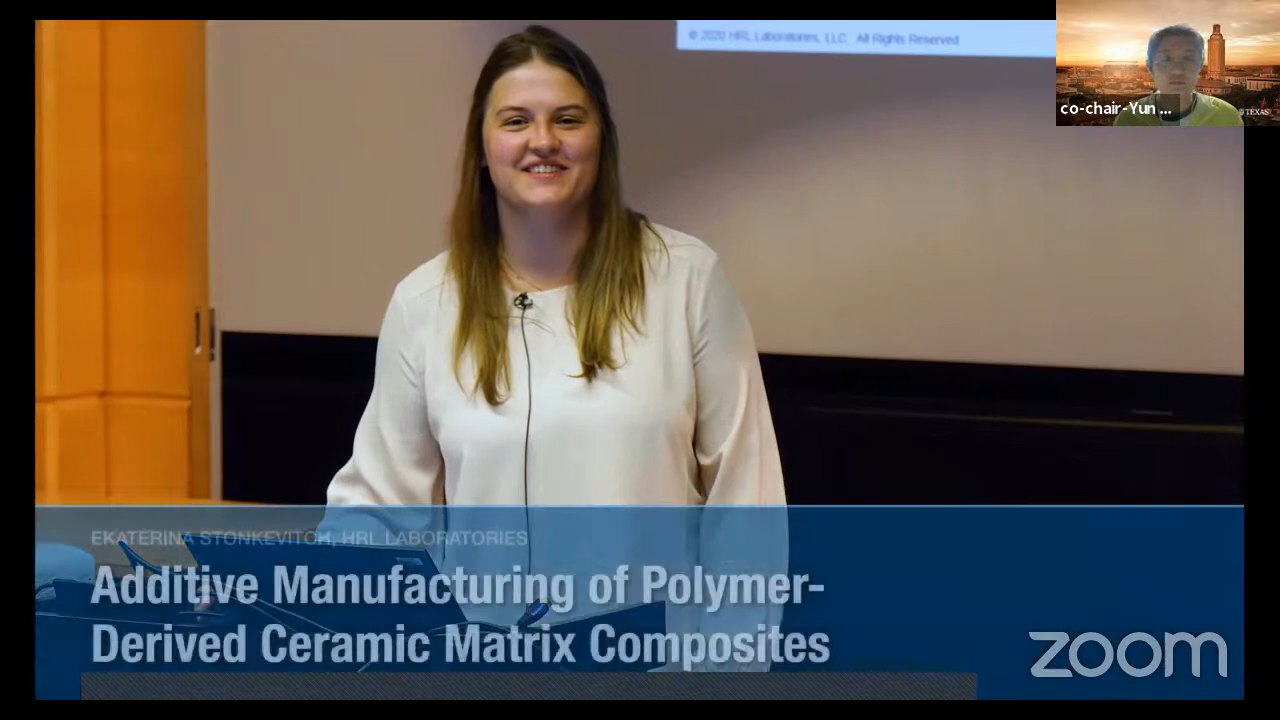 © 2020 HRL Laboratories, LLC All Rights Reserved
co-chair-Yun ...
TEXAS
EKATERINA STONKEVITCH, HRL LABORATORIES
Additive Manufacturing of Polymer-
Derived Ceramic Matrix Composites
zoom